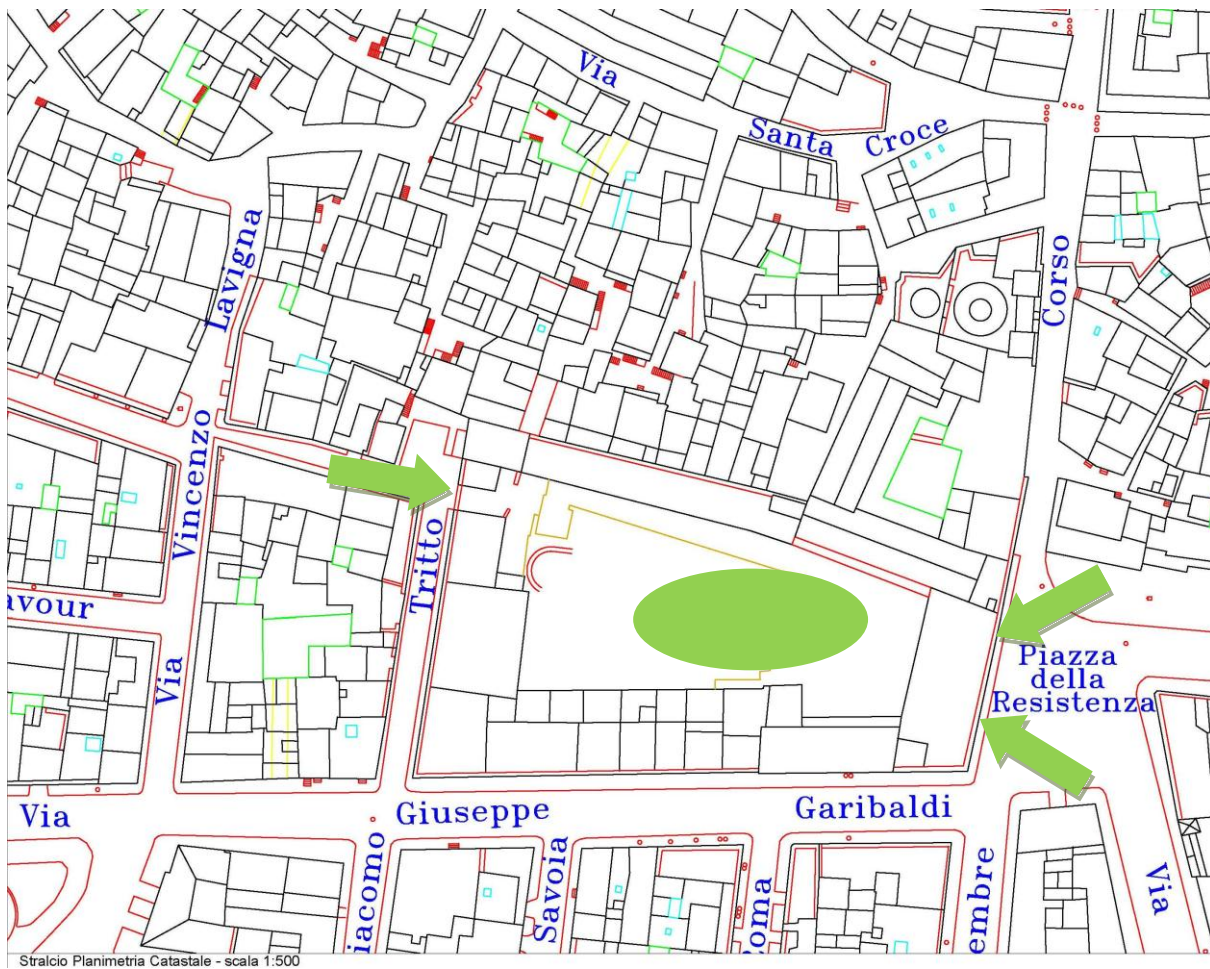 Via
Santa
Croce
Lavigna
Corso
Vincenzo
Tritto
avour
Piazza
della
Resistenza
Via
Via
Giuseppe
Garibaldi
iacomo
Savoia
Roma
embre
Via
Stralcio Planimetria Catastale - scala 1:500